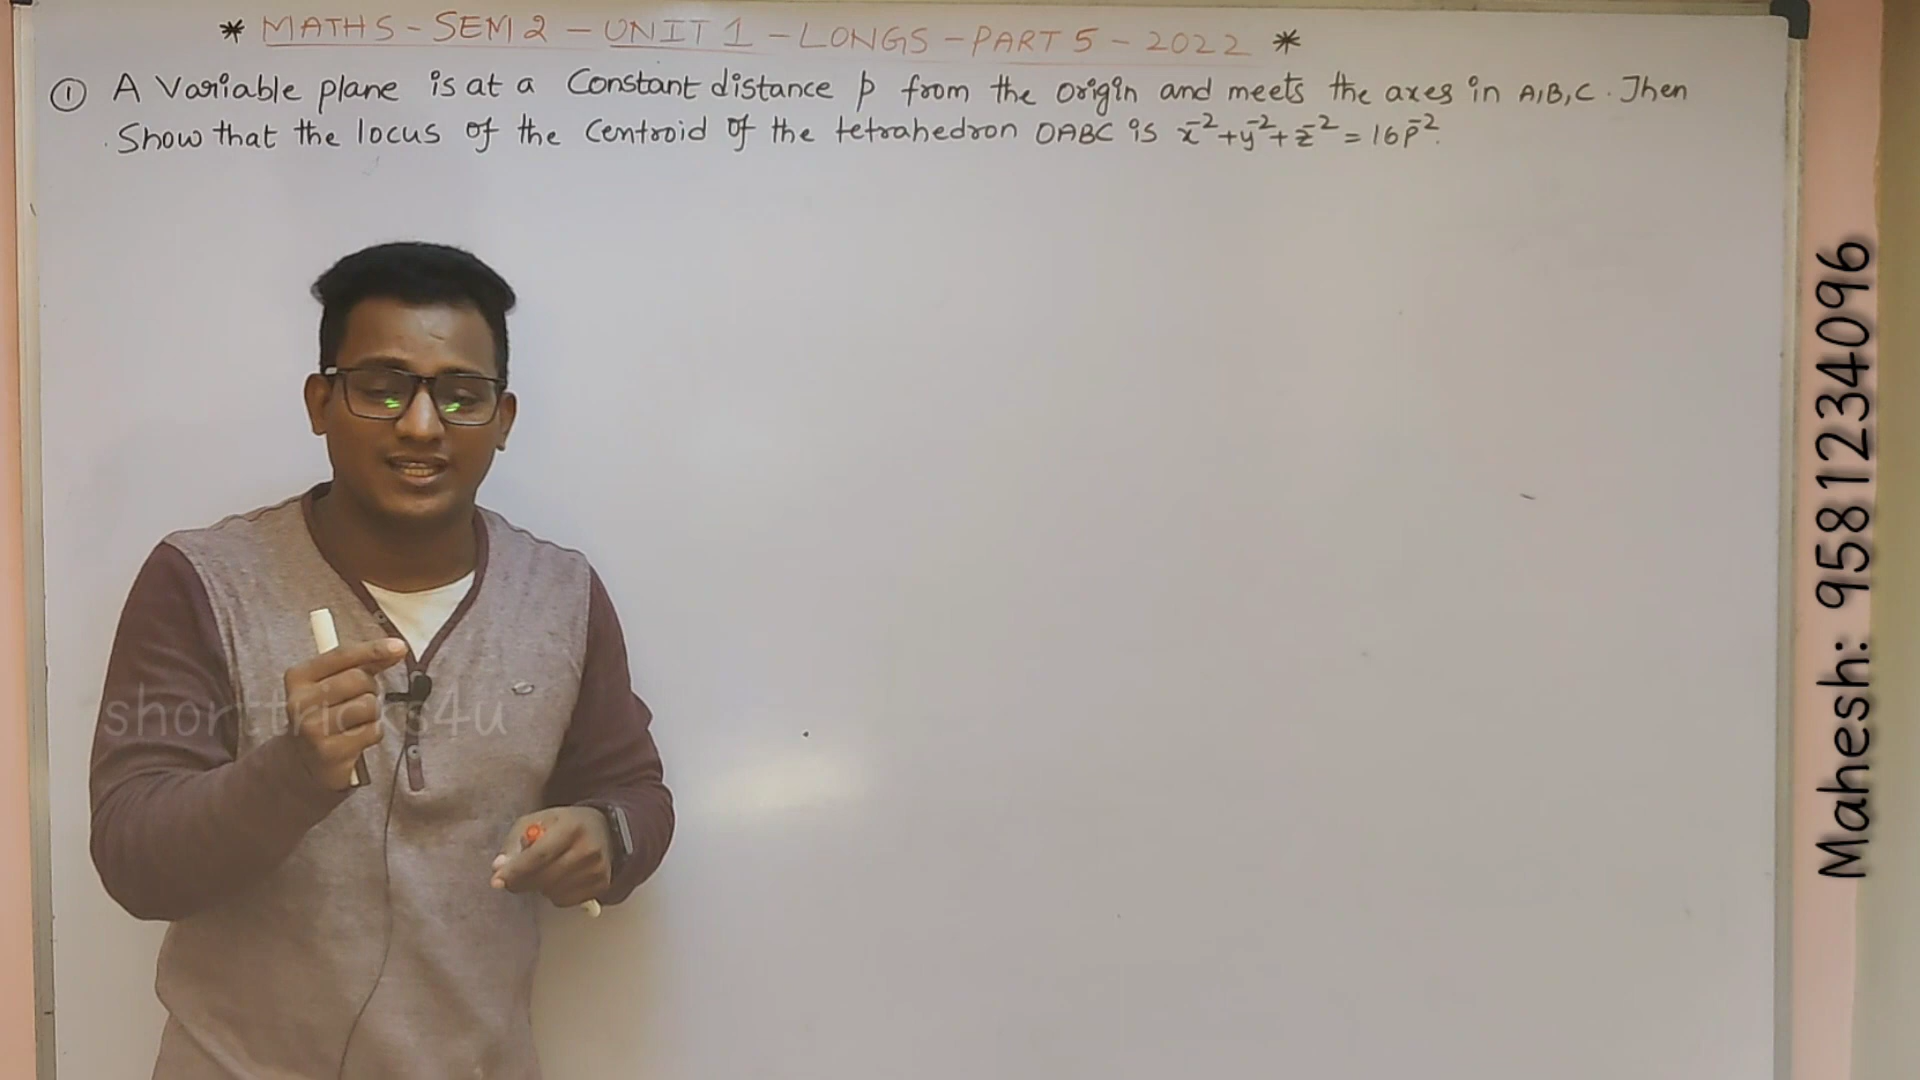 * MATHS - SEM 2 - UNIT 1 - LONGS - PART 5 - 2022 *
① A Variable plane is at a Constant distance p from the origin and meets the axes in A,B,C. Then
Show that the locus of the Centroid of the tetrahedron OABC is x⁻²+y⁻²+z⁻² = 16p⁻².
shorttricks4u
Mahesh: 9581234096